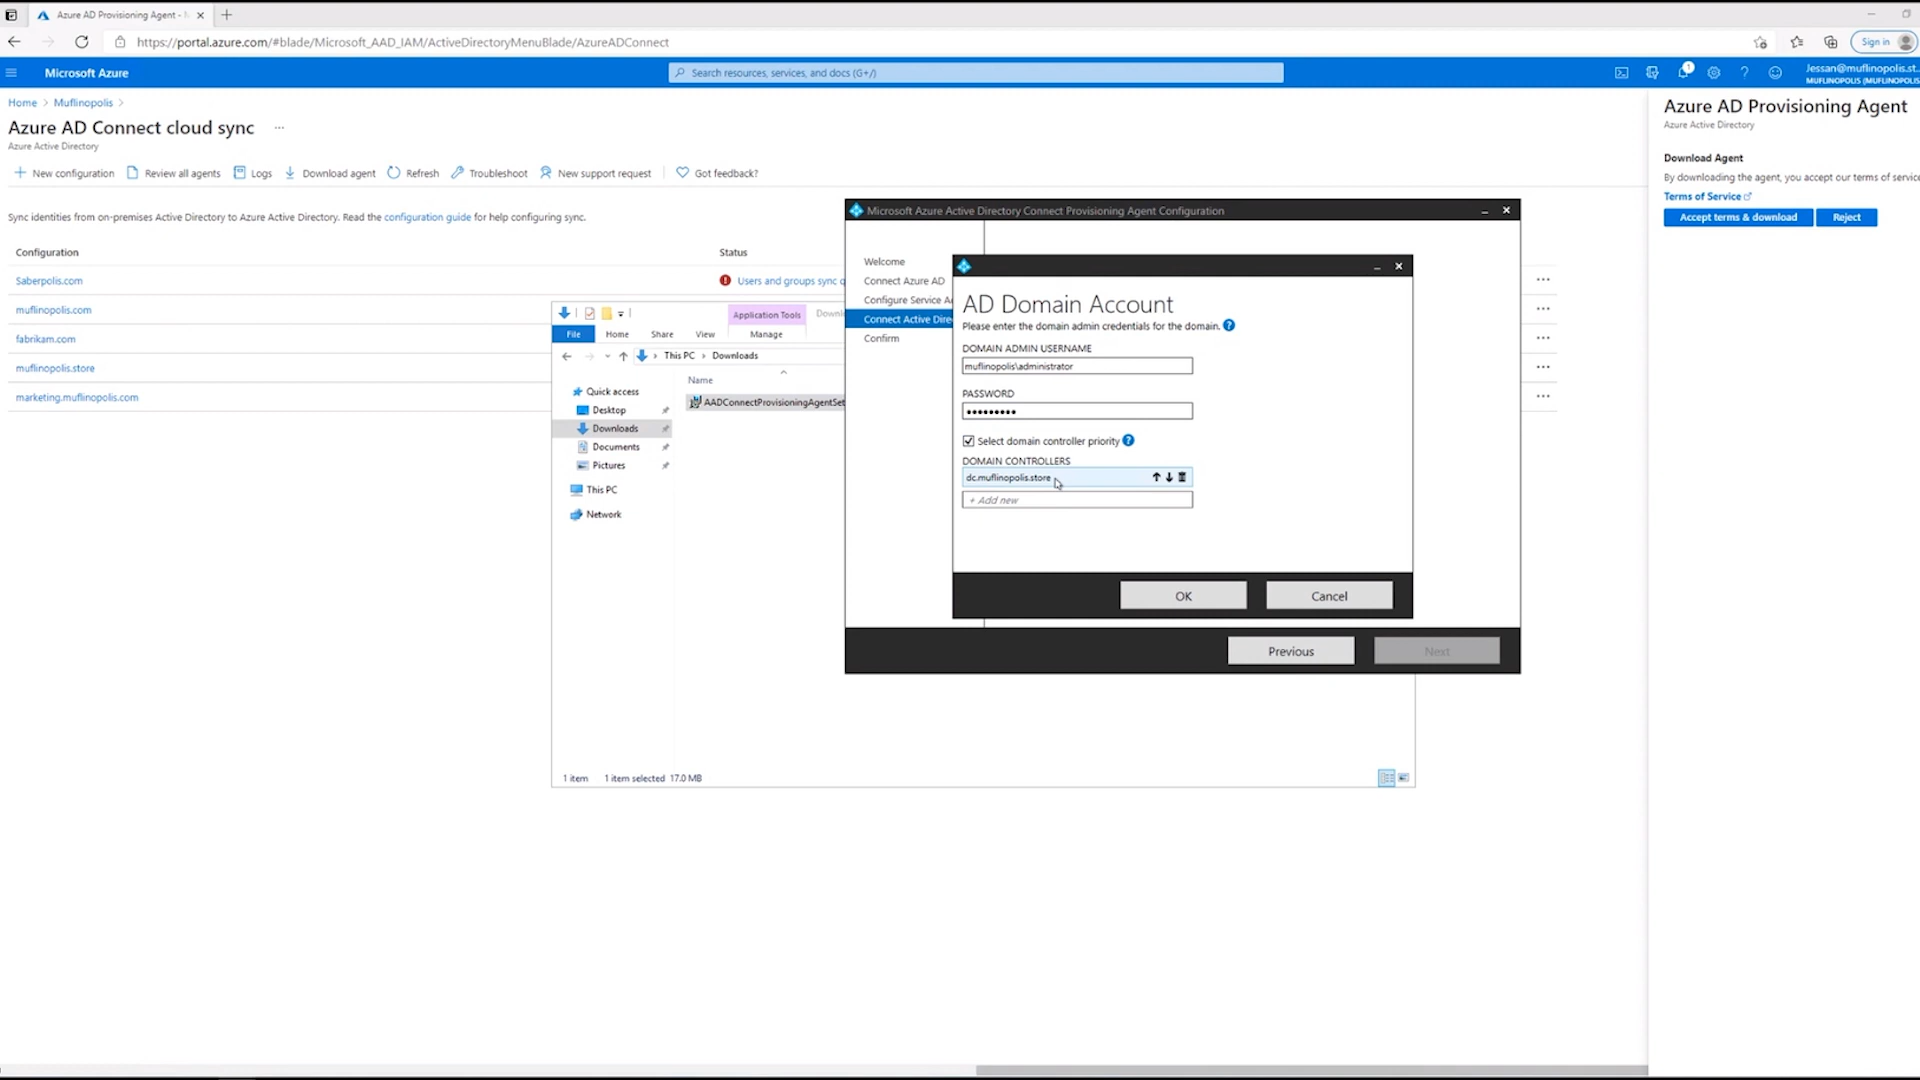 Azure AD Provisioning Agent -
https://portal.azure.com/#blade/Microsoft_AAD_IAM/ActiveDirectoryMenuBlade/AzureADConnect
Sign in
Microsoft Azure
Search resources, services, and docs (G+/)
1
Jessan@muflinopolis.st...
MUFLINOPOLIS (MUFLINOPOLIS
Home > Muflinopolis >
Azure AD Connect cloud sync ...
Azure Active Directory
+ New configuration
Review all agents
Logs
Download agent
Refresh
Troubleshoot
New support request
Got feedback?
Sync identities from on-premises Active Directory to Azure Active Directory. Read the configuration guide for help configuring sync.
Configuration
Status
Saberpolis.com
Users and groups sync q
muflinopolis.com
fabrikam.com
muflinopolis.store
marketing.muflinopolis.com
Azure AD Provisioning Agent
Azure Active Directory
Download Agent
By downloading the agent, you accept our terms of service
Terms of Service
Accept terms & download
Reject
Application Tools
File
Home
Share
View
Manage
This PC > Downloads
Name
AADConnectProvisioningAgentSet
Quick access
Desktop
Downloads
Documents
Pictures
This PC
Network
1 item
1 item selected 17.0 MB
Microsoft Azure Active Directory Connect Provisioning Agent Configuration
Welcome
Connect Azure AD
Configure Service A
Connect Active Dire
Confirm
AD Domain Account
Please enter the domain admin credentials for the domain. ?
DOMAIN ADMIN USERNAME
muflinopolis\administrator
PASSWORD
•••••••••
Select domain controller priority ?
DOMAIN CONTROLLERS
dc.muflinopolis.store
+ Add new
OK
Cancel
Previous
Next